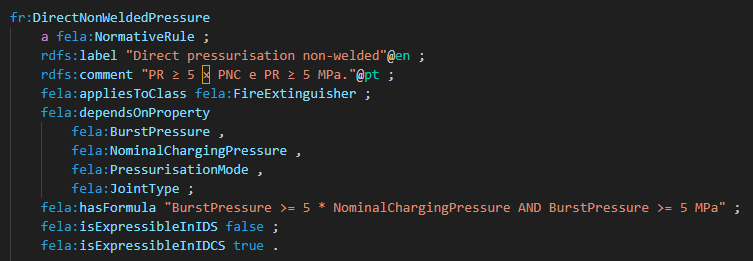 fr:DirectNonWeldedPressure
a fela:NormativeRule ;
rdfs:label "Direct pressurisation non-welded"@en ;
rdfs:comment "PR ≥ 5 x PNC e PR ≥ 5 MPa."@pt ;
fela:appliesToClass fela:FireExtinguisher ;
fela:dependsOnProperty
fela:BurstPressure ,
fela:NominalChargingPressure ,
fela:PressurisationMode ,
fela:JointType ;
fela:hasFormula "BurstPressure >= 5 * NominalChargingPressure AND BurstPressure >= 5 MPa" ;
fela:isExpressibleInIDS false ;
fela:isExpressibleInIDCS true .